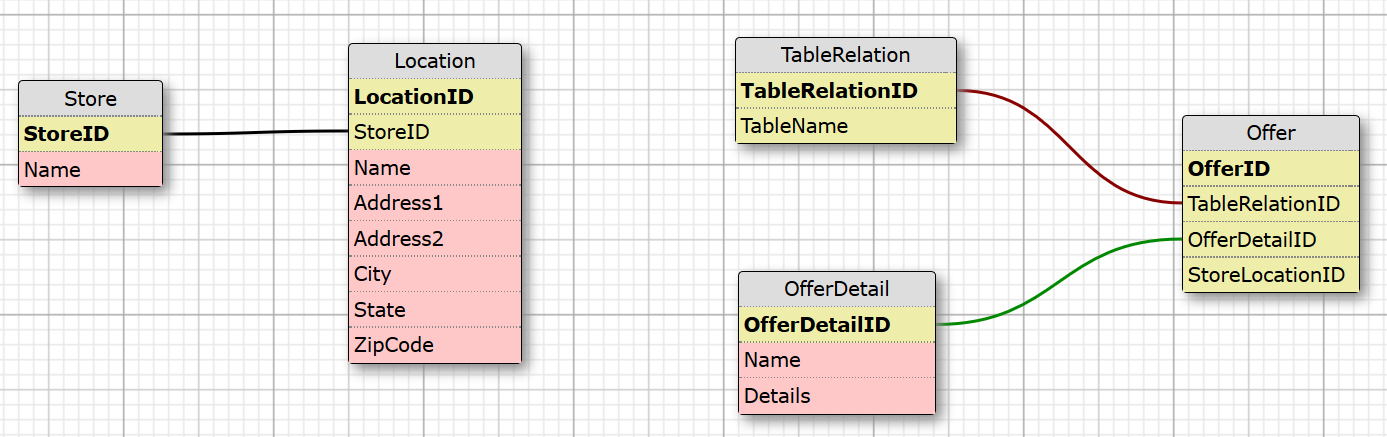 Store
StoreID
Name
Location
LocationID
StoreID
Name
Address1
Address2
City
State
ZipCode
TableRelation
TableRelationID
TableName
OfferDetail
OfferDetailID
Name
Details
Offer
OfferID
TableRelationID
OfferDetailID
StoreLocationID